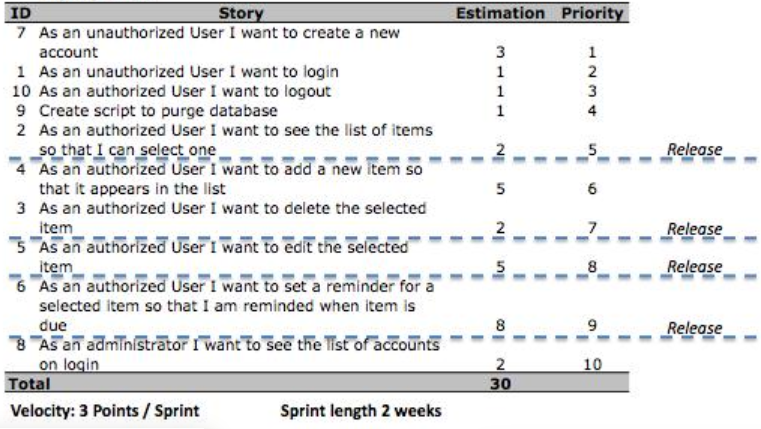 ID Story Estimation Priority
7 As an unauthorized User I want to create a new
account 3 1
1 As an unauthorized User I want to login 1 2
10 As an authorized User I want to logout 1 3
9 Create script to purge database 1 4
2 As an authorized User I want to see the list of items
so that I can select one 2 5 Release
4 As an authorized User I want to add a new item so
that it appears in the list 5 6
3 As an authorized User I want to delete the selected
item 2 7 Release
5 As an authorized User I want to edit the selected
item 5 8 Release
6 As an authorized User I want to set a reminder for a
selected item so that I am reminded when item is
due 8 9 Release
8 As an administrator I want to see the list of accounts
on login 2 10
Total 30
Velocity: 3 Points / Sprint Sprint length 2 weeks